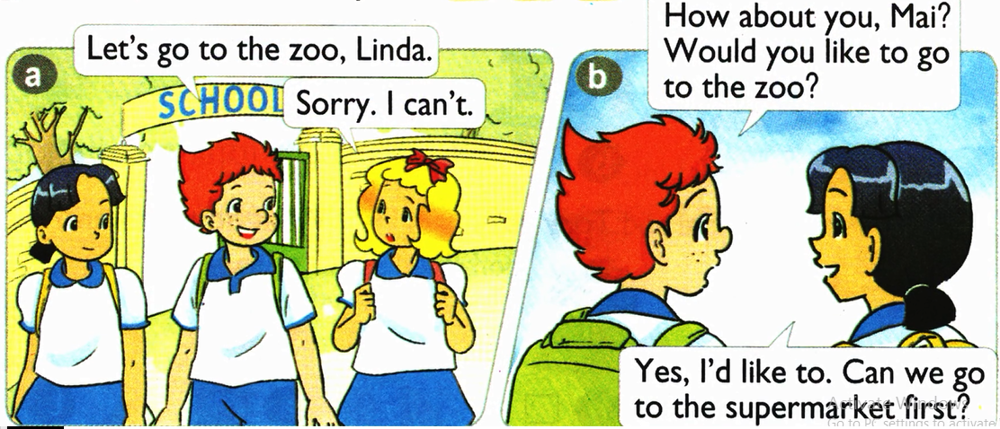 a
Let's go to the zoo, Linda.
SCHOOL
Sorry. I can't.
b
How about you, Mai?
Would you like to go
to the zoo?
Yes, I'd like to. Can we go
to the supermarket first?
Activate Windows
Go to PC settings to activate